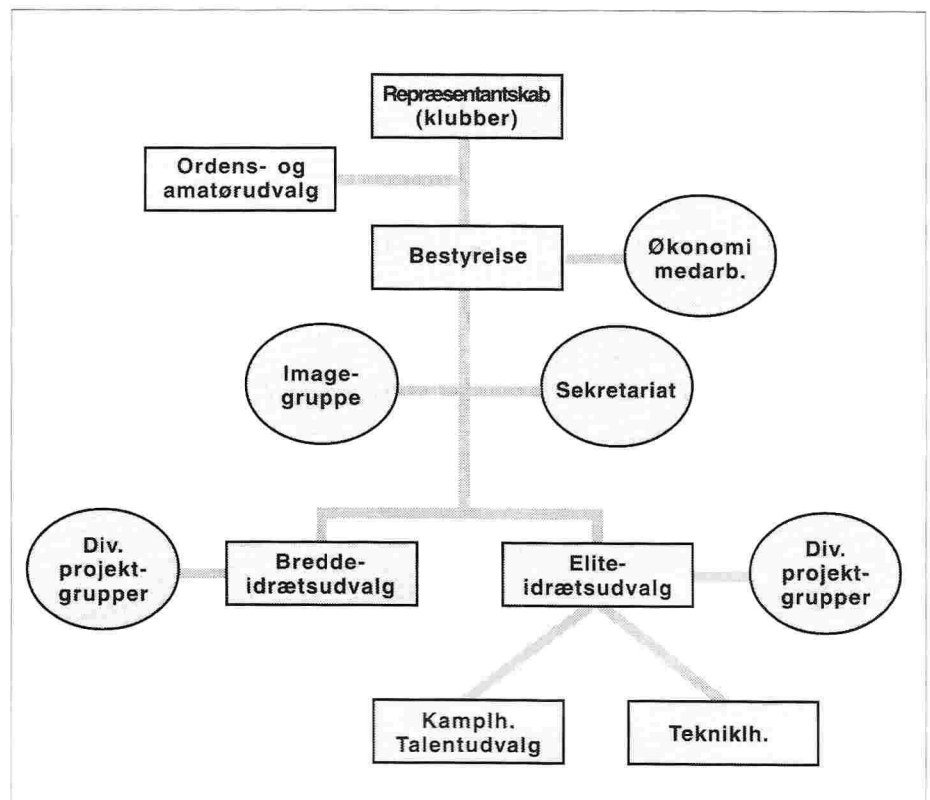 Repræsentantskab
(klubber)
Ordens- og
amatørudvalg
Bestyrelse
Økonomi
medarb.
Image-
gruppe
Sekretariat
Div.
projekt-
grupper
Bredde-
idrætsudvalg
Elite-
idrætsudvalg
Div.
projekt-
grupper
Kamplh.
Talentudvalg
Tekniklh.